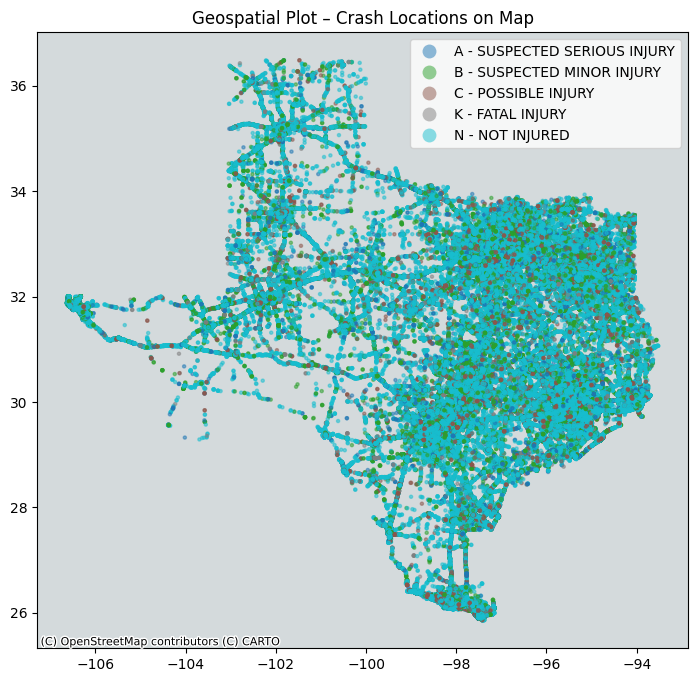 Geospatial Plot – Crash Locations on Map
A - SUSPECTED SERIOUS INJURY
B - SUSPECTED MINOR INJURY
C - POSSIBLE INJURY
K - FATAL INJURY
N - NOT INJURED
36
34
32
30
28
26
(C) OpenStreetMap contributors (C) CARTO
−106 −104 −102 −100 −98 −96 −94